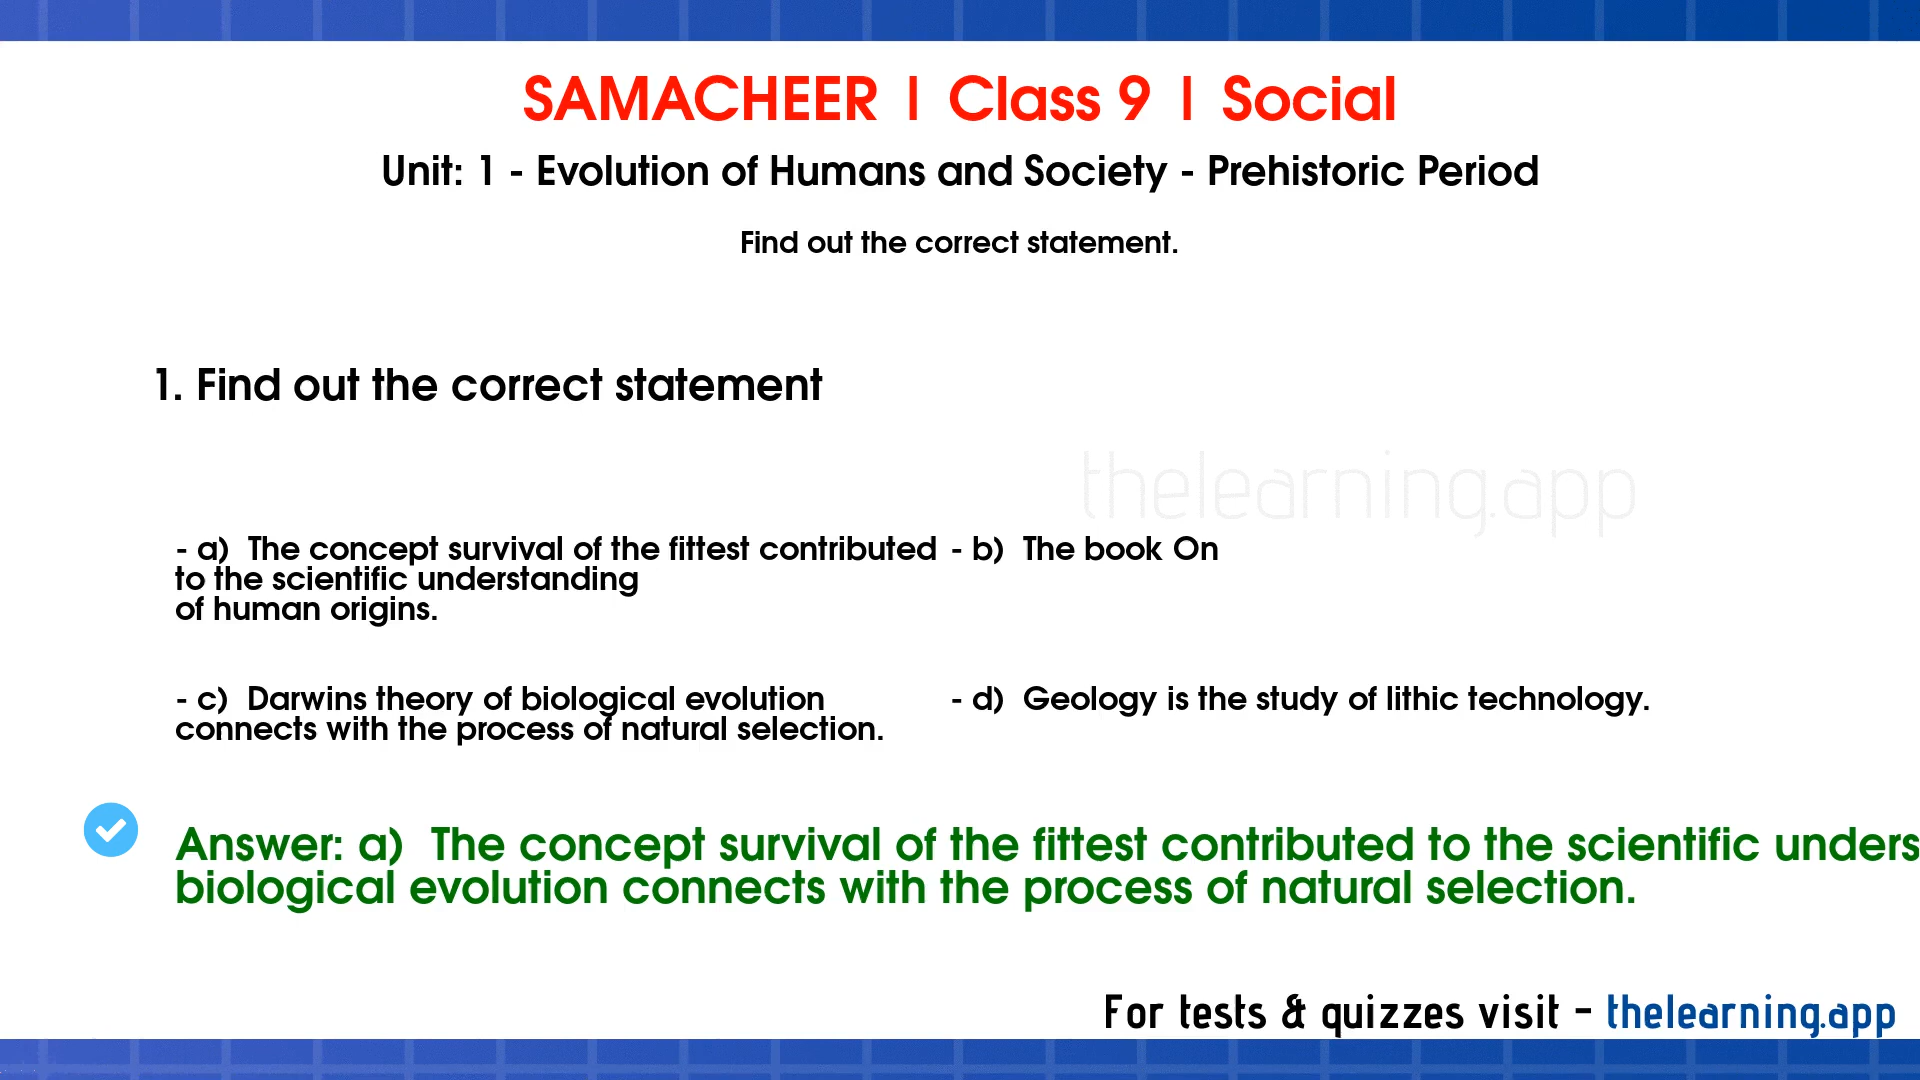 SAMACHEER | Class 9 | Social
Unit: 1 - Evolution of Humans and Society - Prehistoric Period
Find out the correct statement.
1. Find out the correct statement
thelearning.app
- a) The concept survival of the fittest contributed
to the scientific understanding
of human origins.
- b) The book On
- c) Darwins theory of biological evolution
connects with the process of natural selection.
- d) Geology is the study of lithic technology.
Answer: a) The concept survival of the fittest contributed to the scientific unders
biological evolution connects with the process of natural selection.
For tests & quizzes visit - thelearning.app